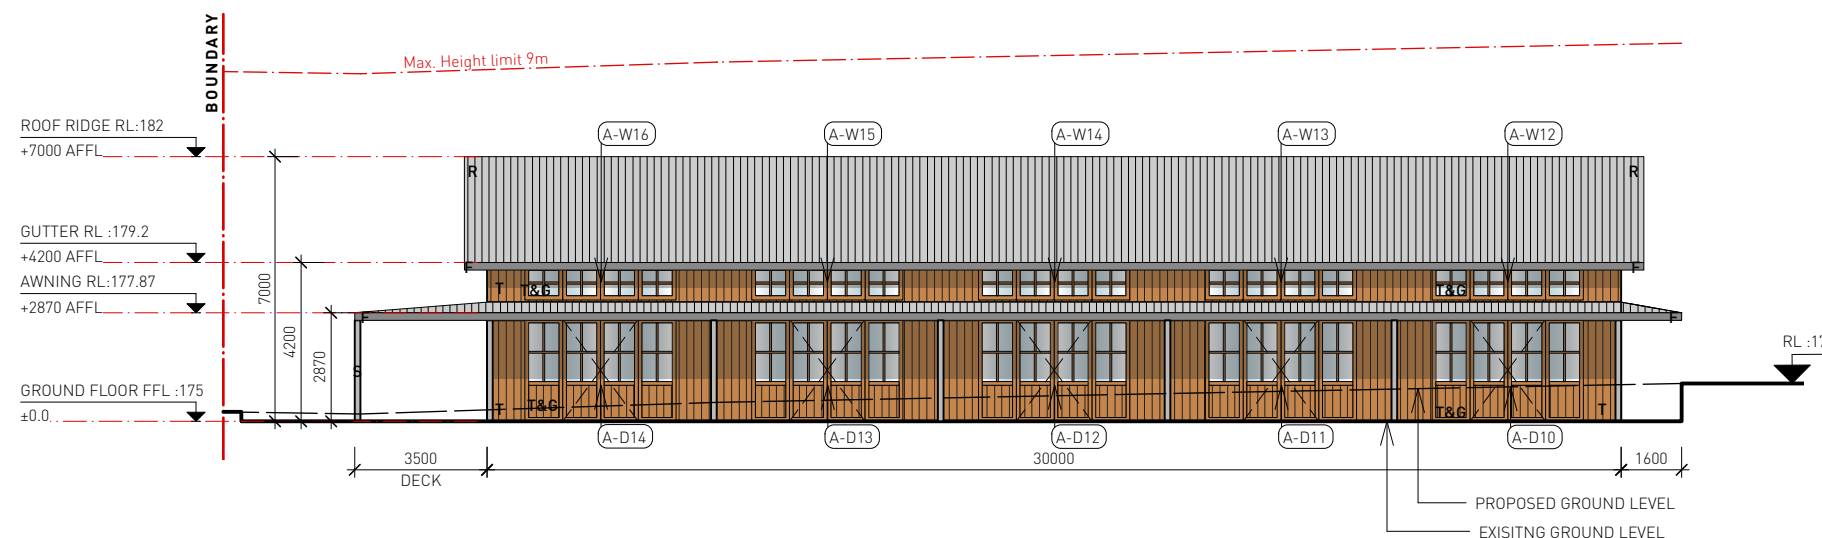 BOUNDARY
Max. Height limit 9m
ROOF RIDGE RL:182
+7000 AFFL
A-W16
A-W15
A-W14
A-W13
A-W12
R
R
GUTTER RL :179.2
+4200 AFFL
F
F
AWNING RL:177.87
+2870 AFFL
7000
4200
2870
T
T&G
T&G
F
F
RL :17
S
GROUND FLOOR FFL :175
±0.0
T
T&G
T&G
T
A-D14
A-D13
A-D12
A-D11
A-D10
3500
DECK
30000
1600
PROPOSED GROUND LEVEL
EXISITNG GROUND LEVEL